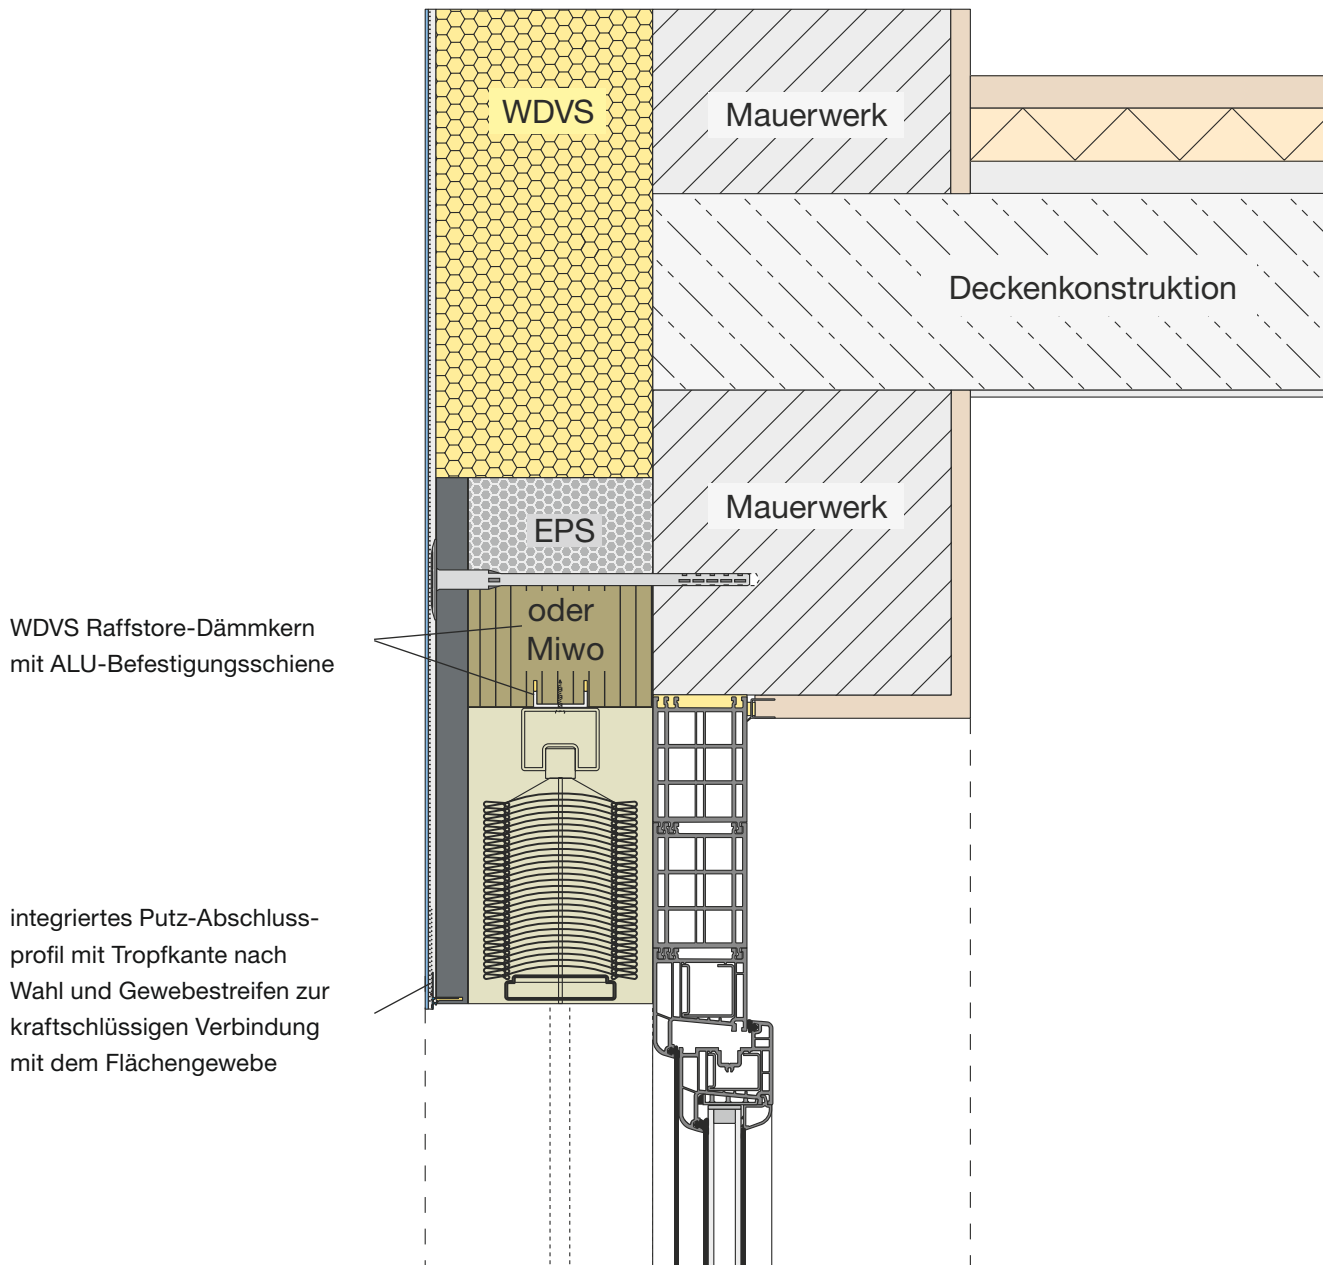 WDVS
Mauerwerk
Deckenkonstruktion
Mauerwerk
EPS
oder
Miwo
WDVS Raffstore-Dämmkern
mit ALU-Befestigungsschiene
integriertes Putz-Abschluss-
profil mit Tropfkante nach
Wahl und Gewebestreifen zur
kraftschlüssigen Verbindung
mit dem Flächengewebe